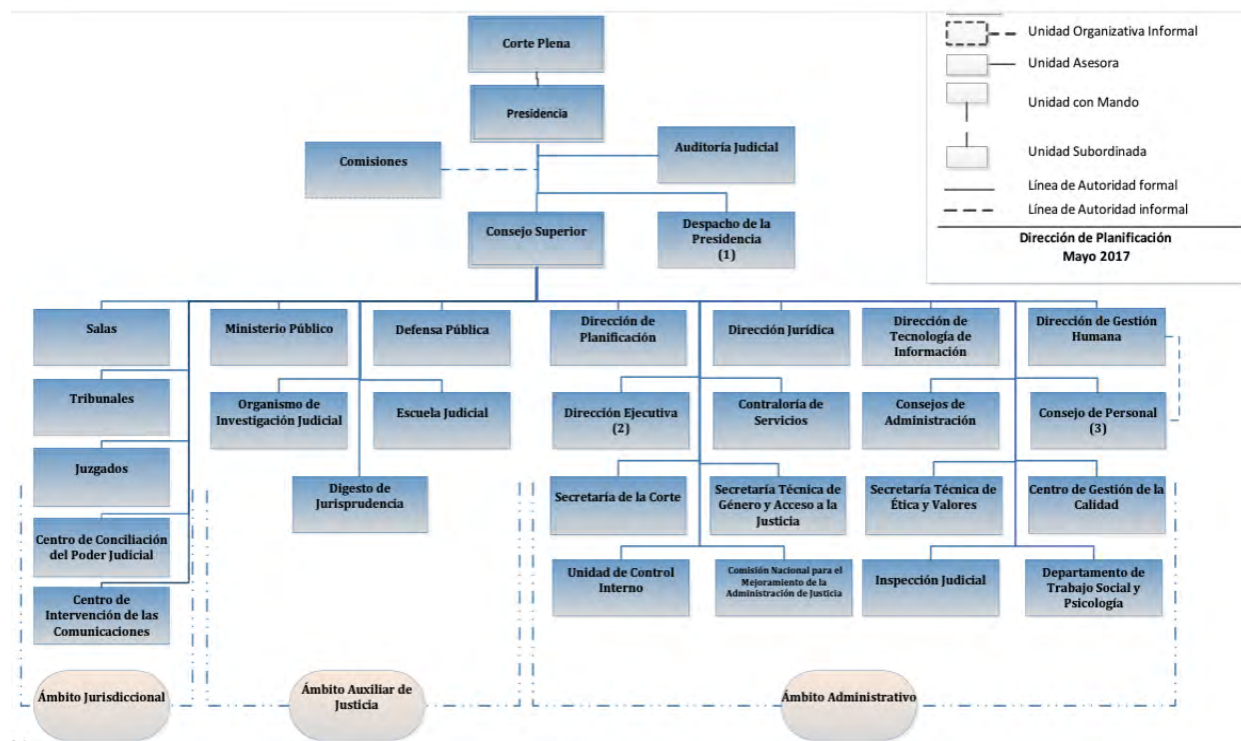 Corte Plena
Presidencia
Comisiones
Auditoría Judicial
Consejo Superior
Despacho de la
Presidencia
(1)
Unidad Organizativa Informal
Unidad Asesora
Unidad con Mando
Unidad Subordinada
Línea de Autoridad formal
Línea de Autoridad informal
Dirección de Planificación
Mayo 2017
Salas
Ministerio Público
Defensa Pública
Dirección de
Planificación
Dirección Jurídica
Dirección de
Tecnología de
Información
Dirección de Gestión
Humana
Tribunales
Organismo de
Investigación Judicial
Escuela Judicial
Dirección Ejecutiva
(2)
Contraloría de
Servicios
Consejos de
Administración
Consejo de Personal
(3)
Juzgados
Digesto de
Jurisprudencia
Secretaría de la Corte
Secretaría Técnica de
Género y Acceso a la
Justicia
Secretaría Técnica de
Ética y Valores
Centro de Gestión de la
Calidad
Centro de Conciliación
del Poder Judicial
Unidad de Control
Interno
Comisión Nacional para el
Mejoramiento de la
Administración de Justicia
Inspección Judicial
Departamento de
Trabajo Social y
Psicología
Centro de
Intervención de las
Comunicaciones
Ámbito Jurisdiccional
Ámbito Auxiliar de
Justicia
Ámbito Administrativo